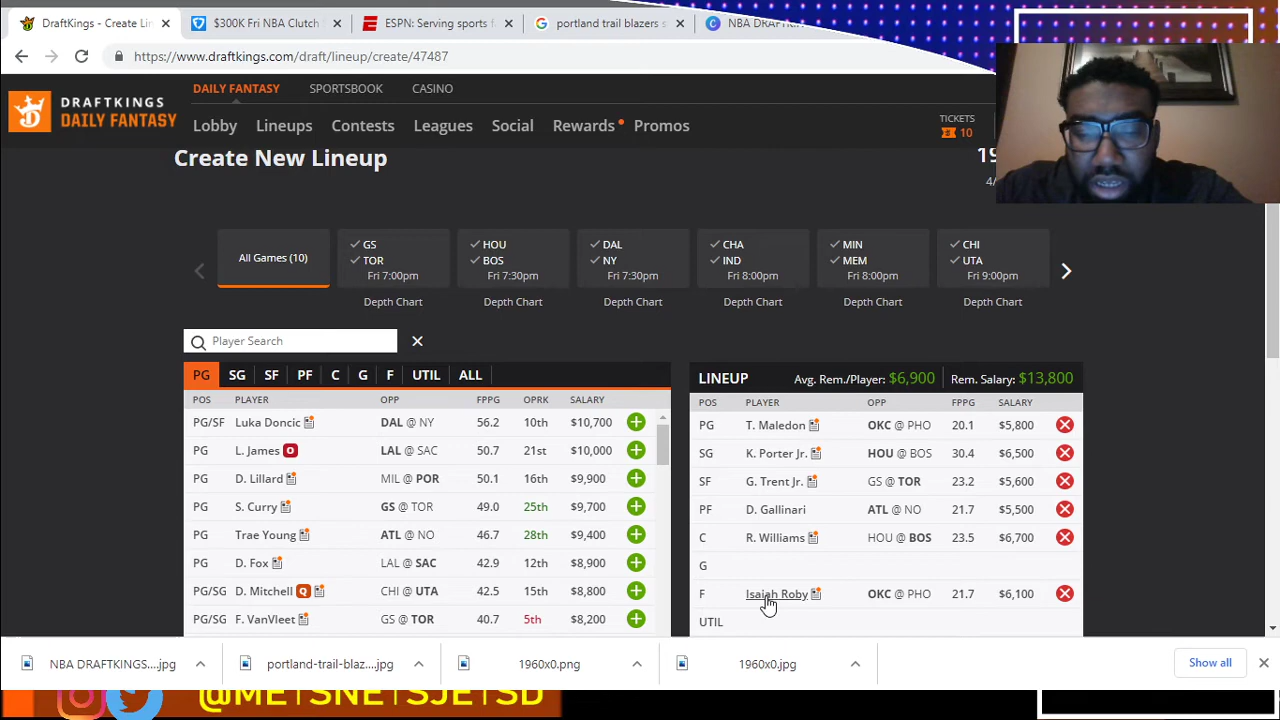 DraftKings - Create Lin
$300K Fri NBA Clutch
ESPN: Serving sports f
portland trail blazers s
NBA DRAFTKI
https://www.draftkings.com/draft/lineup/create/47487
DRAFTKINGS
DAILY FANTASY
DAILY FANTASY SPORTSBOOK CASINO
Lobby Lineups Contests Leagues Social Rewards Promos
TICKETS
10
Create New Lineup
19
4/
All Games (10)
GS
TOR
Fri 7:00pm
Depth Chart
HOU
BOS
Fri 7:30pm
Depth Chart
DAL
NY
Fri 7:30pm
Depth Chart
CHA
IND
Fri 8:00pm
Depth Chart
MIN
MEM
Fri 8:00pm
Depth Chart
CHI
UTA
Fri 9:00pm
Depth Chart
Player Search
PG SG SF PF C G F UTIL ALL
POS PLAYER OPP FPPG OPRK SALARY
PG/SF Luka Doncic DAL @ NY 56.2 10th $10,700
PG L. James O LAL @ SAC 50.7 21st $10,000
PG D. Lillard MIL @ POR 50.1 16th $9,900
PG S. Curry GS @ TOR 49.0 25th $9,700
PG Trae Young ATL @ NO 46.7 28th $9,400
PG D. Fox LAL @ SAC 42.9 12th $8,900
PG/SG D. Mitchell Q CHI @ UTA 42.5 15th $8,800
PG/SG F. VanVleet GS @ TOR 40.7 5th $8,200
LINEUP Avg. Rem./Player: $6,900 Rem. Salary: $13,800
POS PLAYER OPP FPPG SALARY
PG T. Maledon OKC @ PHO 20.1 $5,800
SG K. Porter Jr. HOU @ BOS 30.4 $6,500
SF G. Trent Jr. GS @ TOR 23.2 $5,600
PF D. Gallinari ATL @ NO 21.7 $5,500
C R. Williams HOU @ BOS 23.5 $6,700
G
F Isaiah Roby OKC @ PHO 21.7 $6,100
UTIL
NBA DRAFTKINGS....jpg
portland-trail-blaz....jpg
1960x0.png
1960x0.jpg
Show all
@METSNETSJETSD